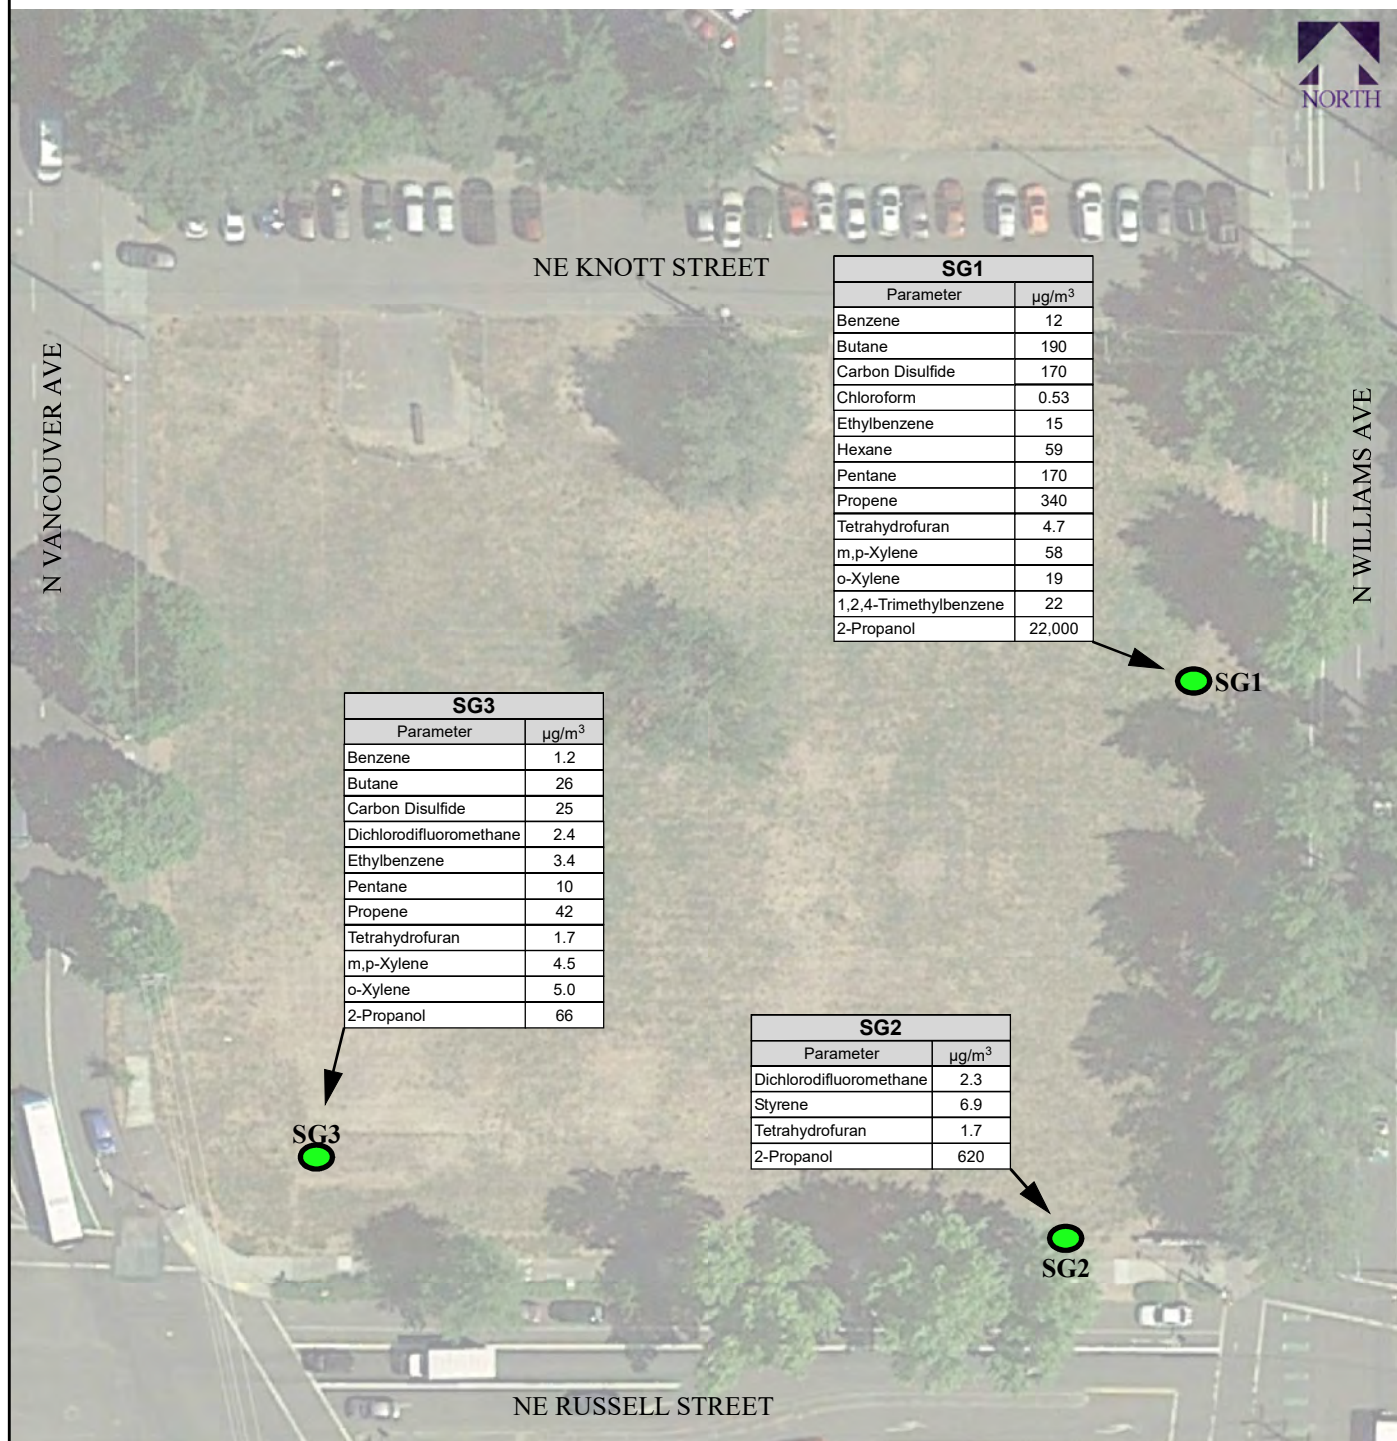 NORTH
NE KNOTT STREET
N VANCOUVER AVE
N WILLIAMS AVE
SG1
Parameter µg/m³
Benzene 12
Butane 190
Carbon Disulfide 170
Chloroform 0.53
Ethylbenzene 15
Hexane 59
Pentane 170
Propene 340
Tetrahydrofuran 4.7
m,p-Xylene 58
o-Xylene 19
1,2,4-Trimethylbenzene 22
2-Propanol 22,000
SG1
SG3
Parameter µg/m³
Benzene 1.2
Butane 26
Carbon Disulfide 25
Dichlorodifluoromethane 2.4
Ethylbenzene 3.4
Pentane 10
Propene 42
Tetrahydrofuran 1.7
m,p-Xylene 4.5
o-Xylene 5.0
2-Propanol 66
SG3
SG2
Parameter µg/m³
Dichlorodifluoromethane 2.3
Styrene 6.9
Tetrahydrofuran 1.7
2-Propanol 620
SG2
NE RUSSELL STREET